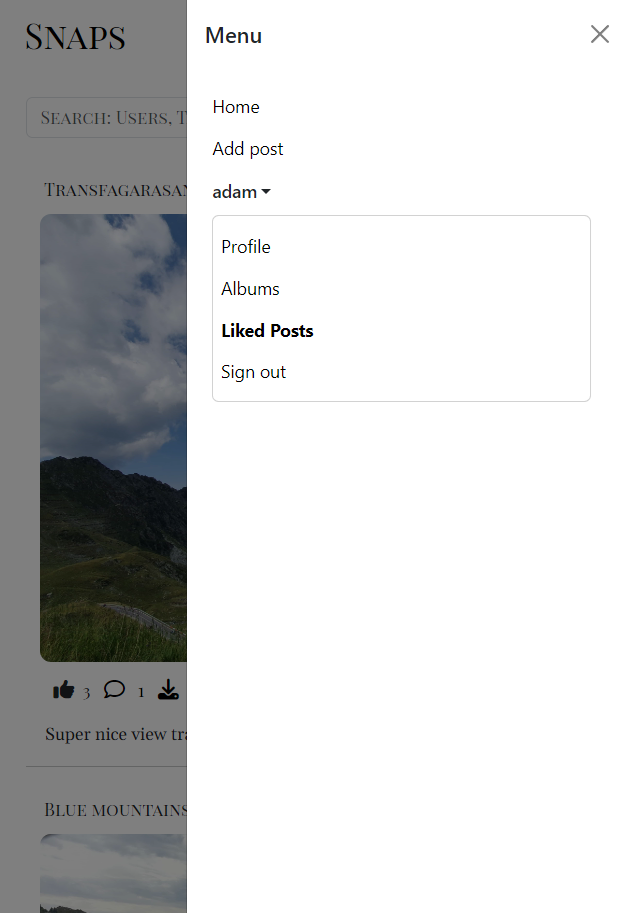 Snaps
Menu
Search: Users, T
Home
Add post
adam
Transfagarasan
Profile
Albums
Liked Posts
Sign out
3 1
Super nice view tra
Blue mountains